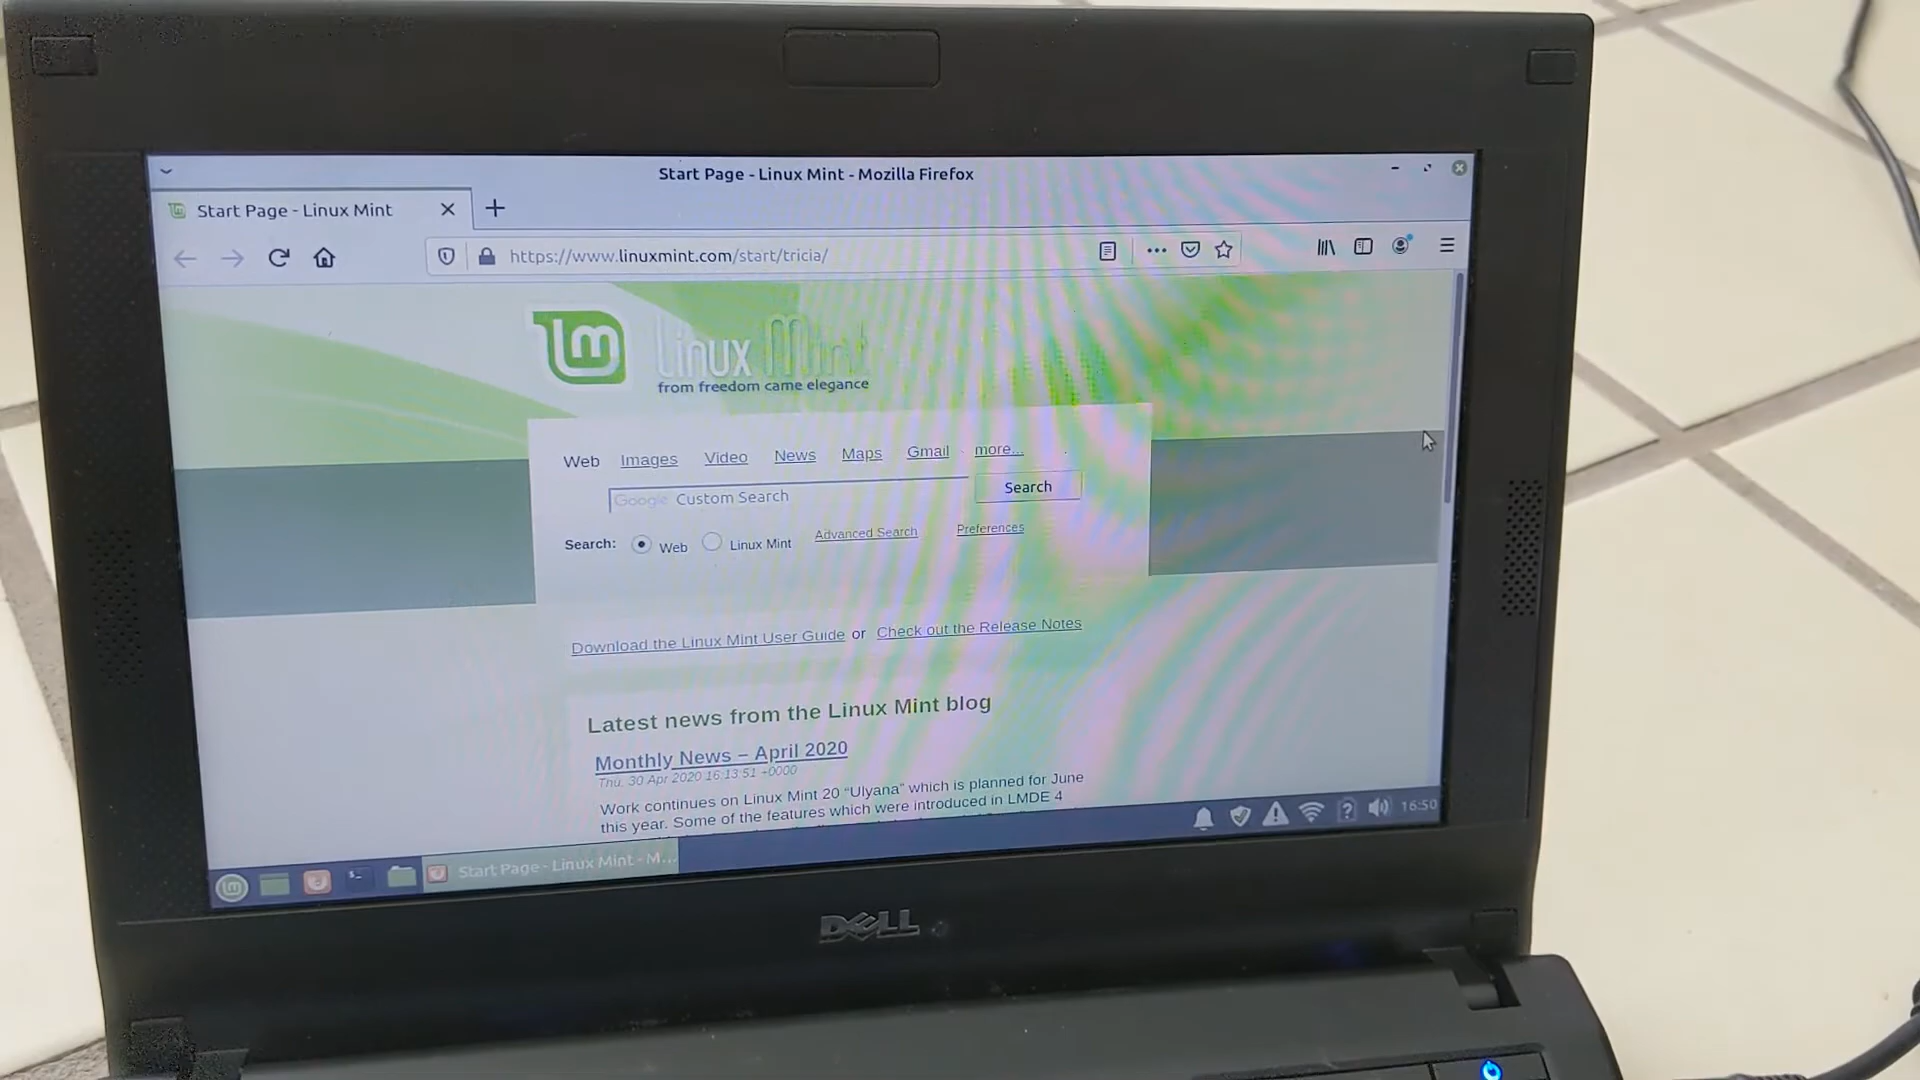 Start Page - Linux Mint - Mozilla Firefox
Start Page - Linux Mint
https://www.linuxmint.com/start/tricia/
lm Linux Mint
from freedom came elegance
Web Images Video News Maps Gmail more...
Google Custom Search Search
Search: Web Linux Mint Advanced Search Preferences
Download the Linux Mint User Guide or Check out the Release Notes
Latest news from the Linux Mint blog
Monthly News – April 2020
Thu, 30 Apr 2020 16:13:51 +0000
Work continues on Linux Mint 20 “Ulyana” which is planned for June
this year. Some of the features which were introduced in LMDE 4
16:50
Start Page - Linux Mint - M...
DELL